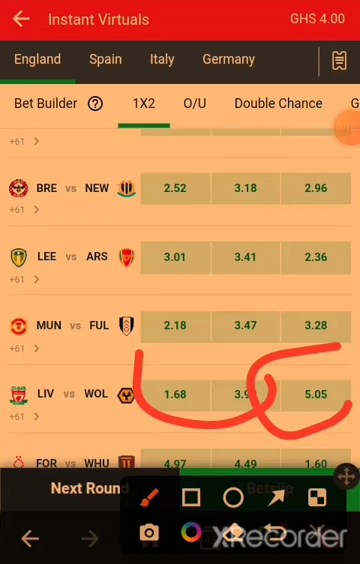 Instant Virtuals GHS 4.00
England Spain Italy Germany
Bet Builder ? 1X2 O/U Double Chance G
+61
BRE vs NEW 2.52 3.18 2.96
+61
LEE vs ARS 3.01 3.41 2.36
+61
MUN vs FUL 2.18 3.47 3.28
+61
LIV vs WOL 1.68 5.05
+61
FOR vs WHU 4.97 4.49 1.60
Next Round Betslip
XRecorder